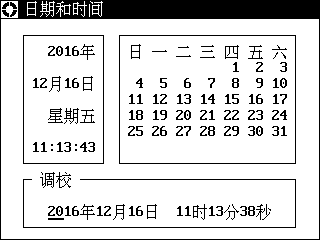 日期和时间
2016年
12月16日
星期五
11:13:43
日 一 二 三 四 五 六
1 2 3
4 5 6 7 8 9 10
11 12 13 14 15 16 17
18 19 20 21 22 23 24
25 26 27 28 29 30 31
调校
2016年12月16日 11时13分38秒